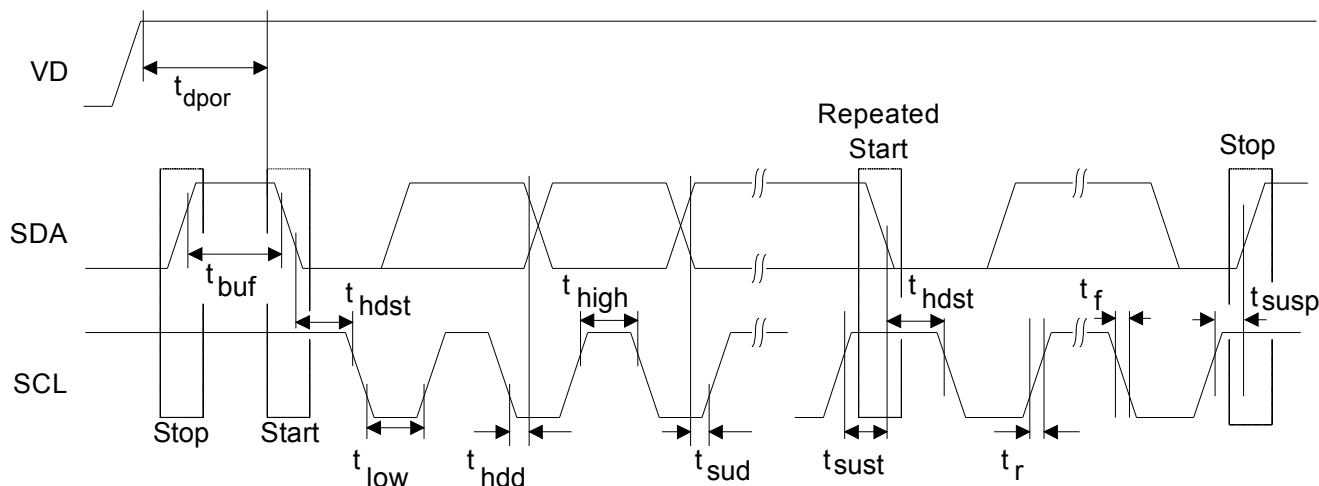 VD
t dpor
Repeated
Start
Stop
SDA
t buf
t hdst
t high
t hdst
t f
t susp
SCL
Stop
Start
t low
t hdd
t sud
t sust
t r